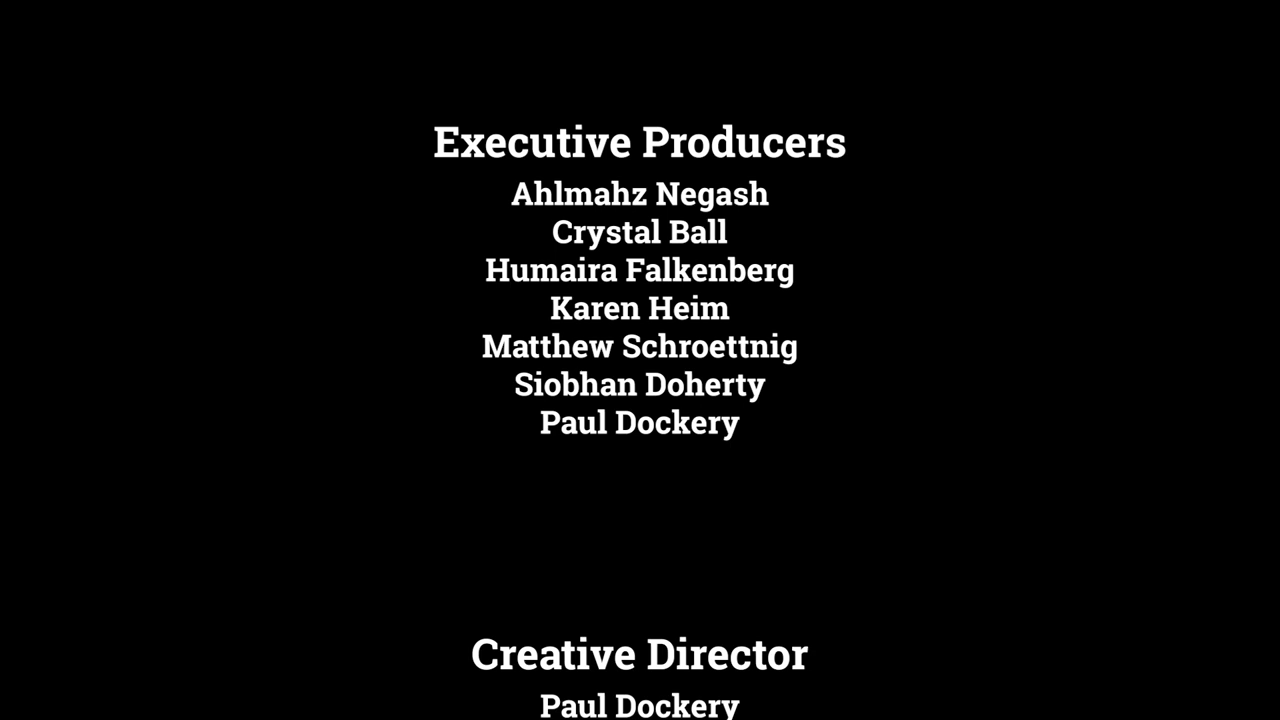 Executive Producers
Ahlmahz Negash
Crystal Ball
Humaira Falkenberg
Karen Heim
Matthew Schroettnig
Siobhan Doherty
Paul Dockery
Creative Director
Paul Dockery